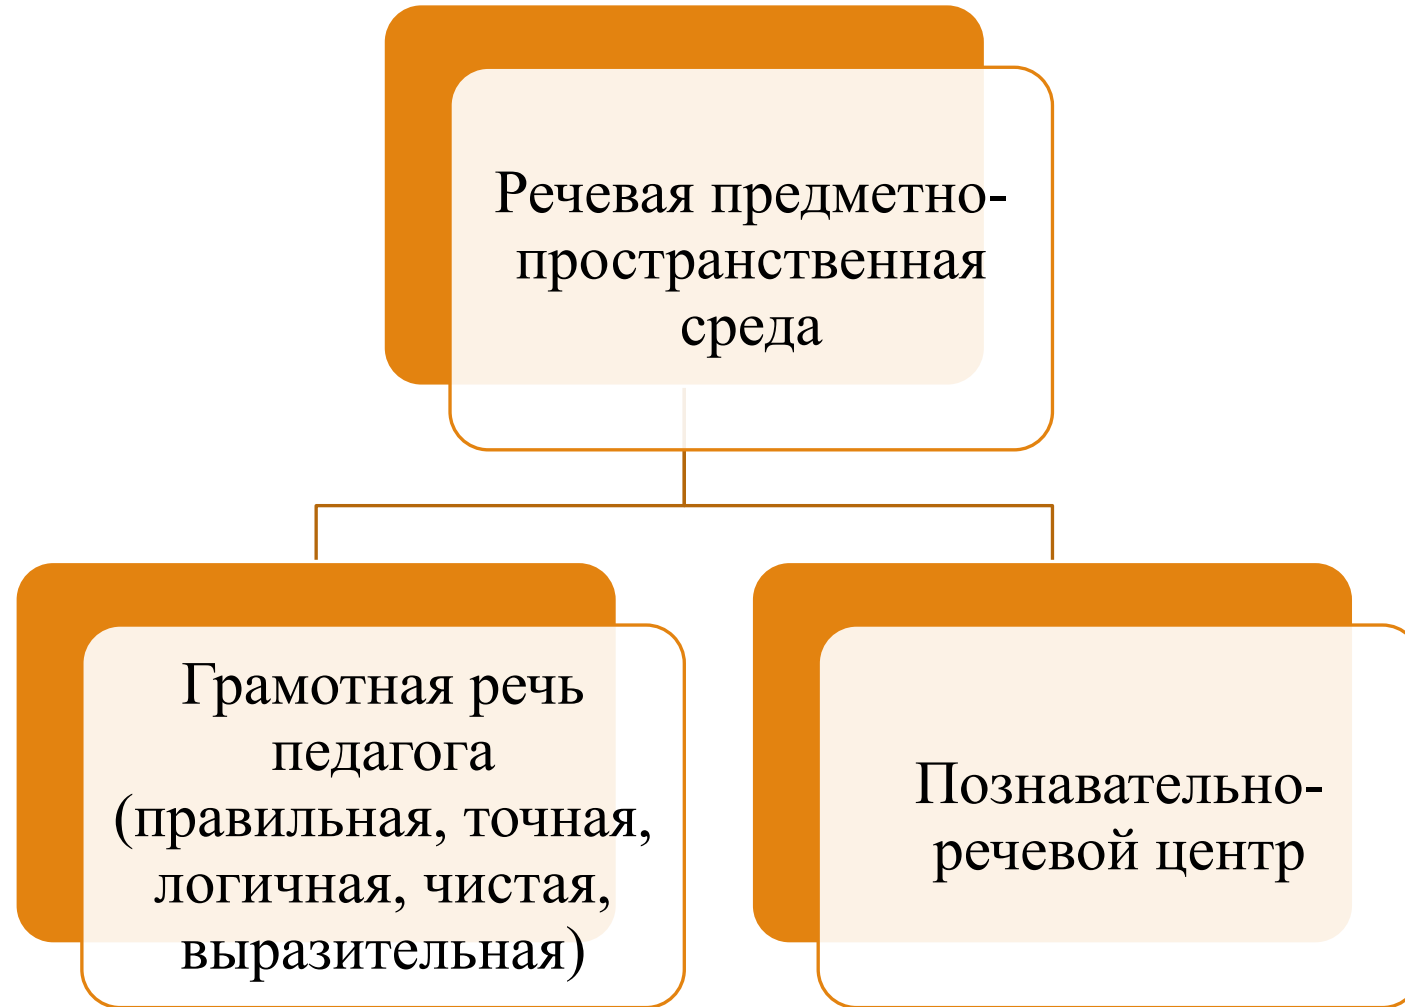 Речевая предметно-
пространственная
среда
Грамотная речь
педагога
(правильная, точная,
логичная, чистая,
выразительная)
Познавательно-
речевой центр